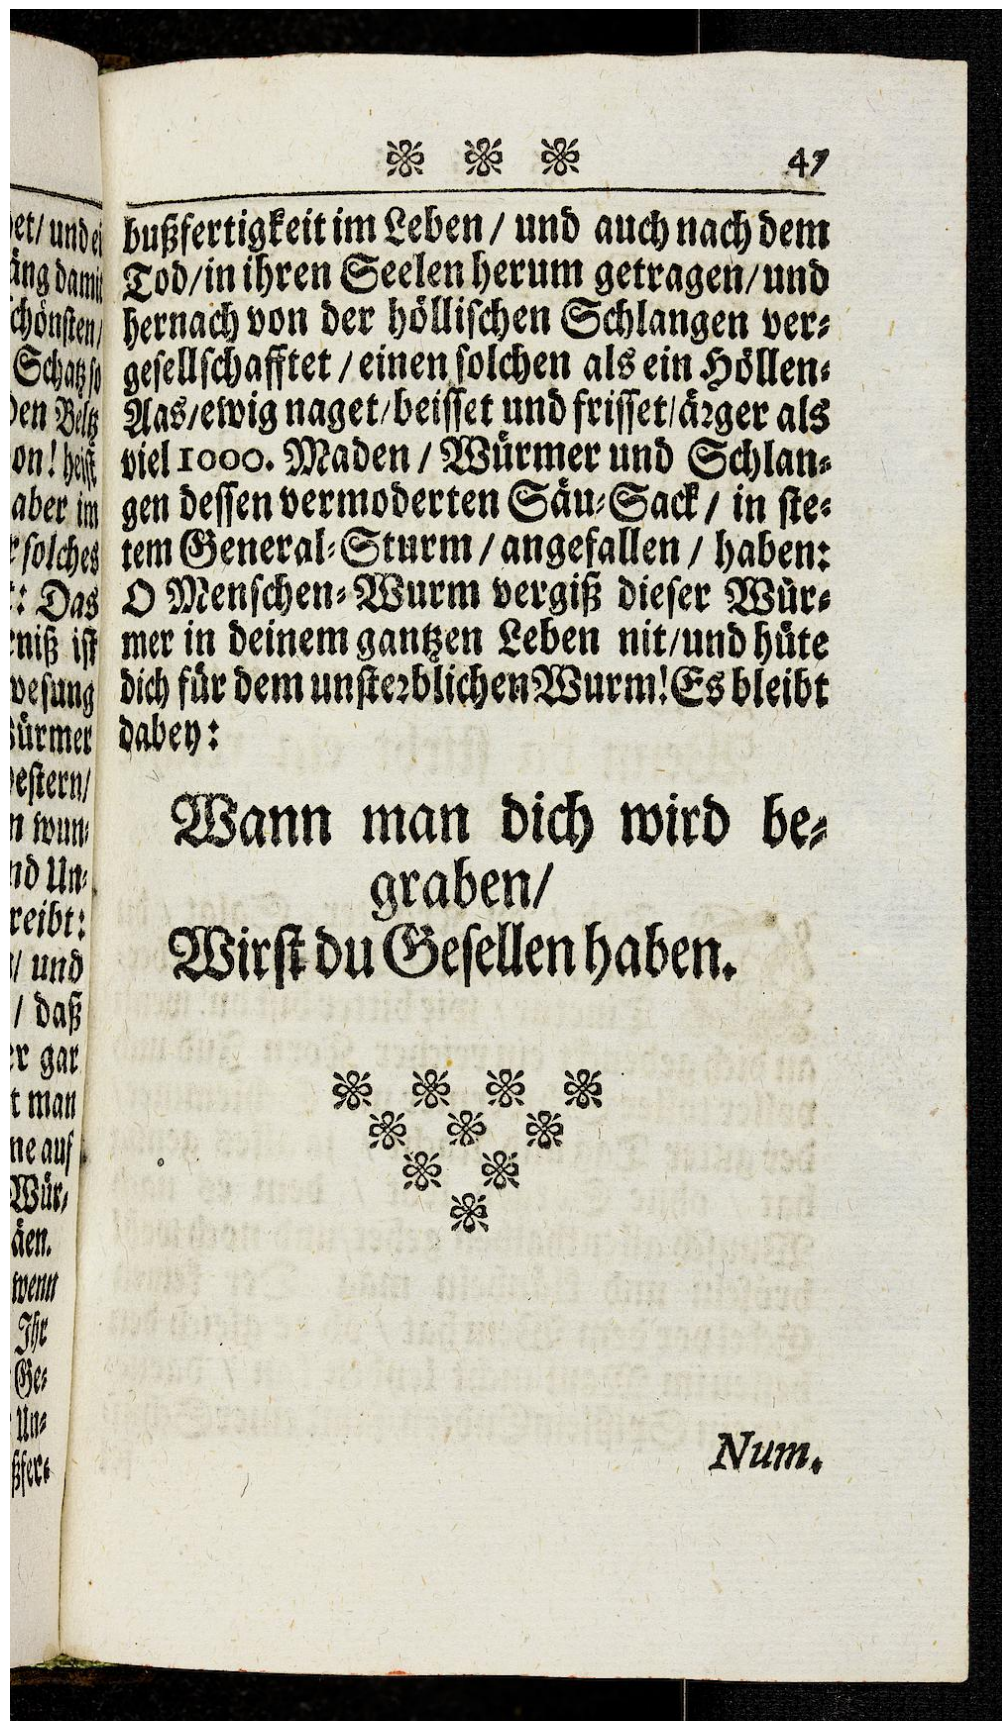 47
bußfertigkeit im Leben / und auch nach dem
Tod/in ihren Seelen herum getragen/und
hernach von der höllischen Schlangen ver-
gesellschafftet / einen solchen als ein Höllen-
Aas/ewig naget/beisset und frisset/ärger als
viel 1000. Maden / Würmer und Schlan-
gen dessen vermoderten Säu-Sack / in ste-
tem General-Sturm / angefallen / haben:
O Menschen-Wurm vergiß dieser Wür-
mer in deinem gantzen Leben nit/und hüte
dich für dem unsterblichen Wurm! Es bleibt
dabey:
Wann man dich wird be-
graben/
Wirst du Gesellen haben.
Num.